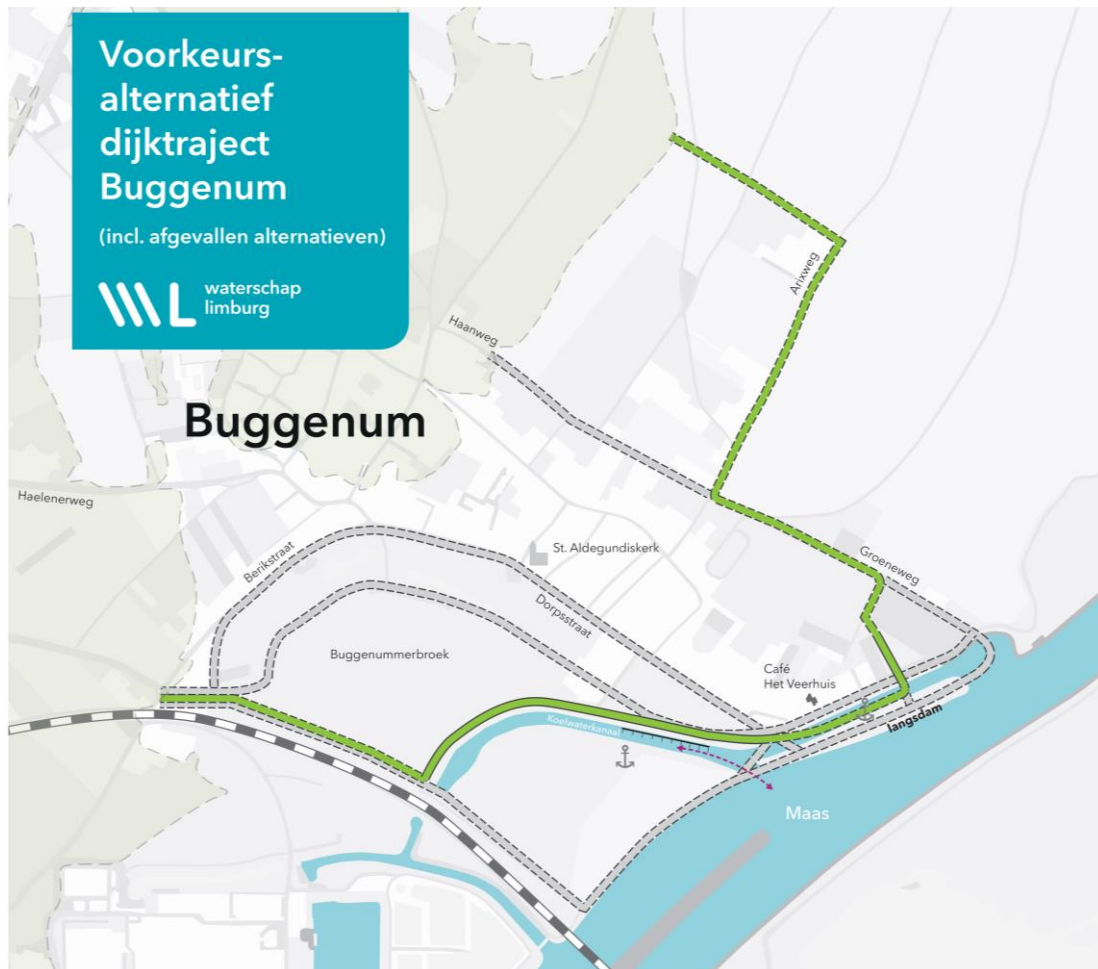 Voorkeurs-
alternatief
dijktraject
Buggenum
(incl. afgevallen alternatieven)
WL
waterschap
limburg
Arixweg
Haanweg
Buggenum
Haelenerweg
Berikstraat
St. Aldegundiskerk
Groeneweg
Dorpsstraat
Buggenummerbroek
Café
Het Veerhuis
langsdam
Koelwaterkanaal
Maas